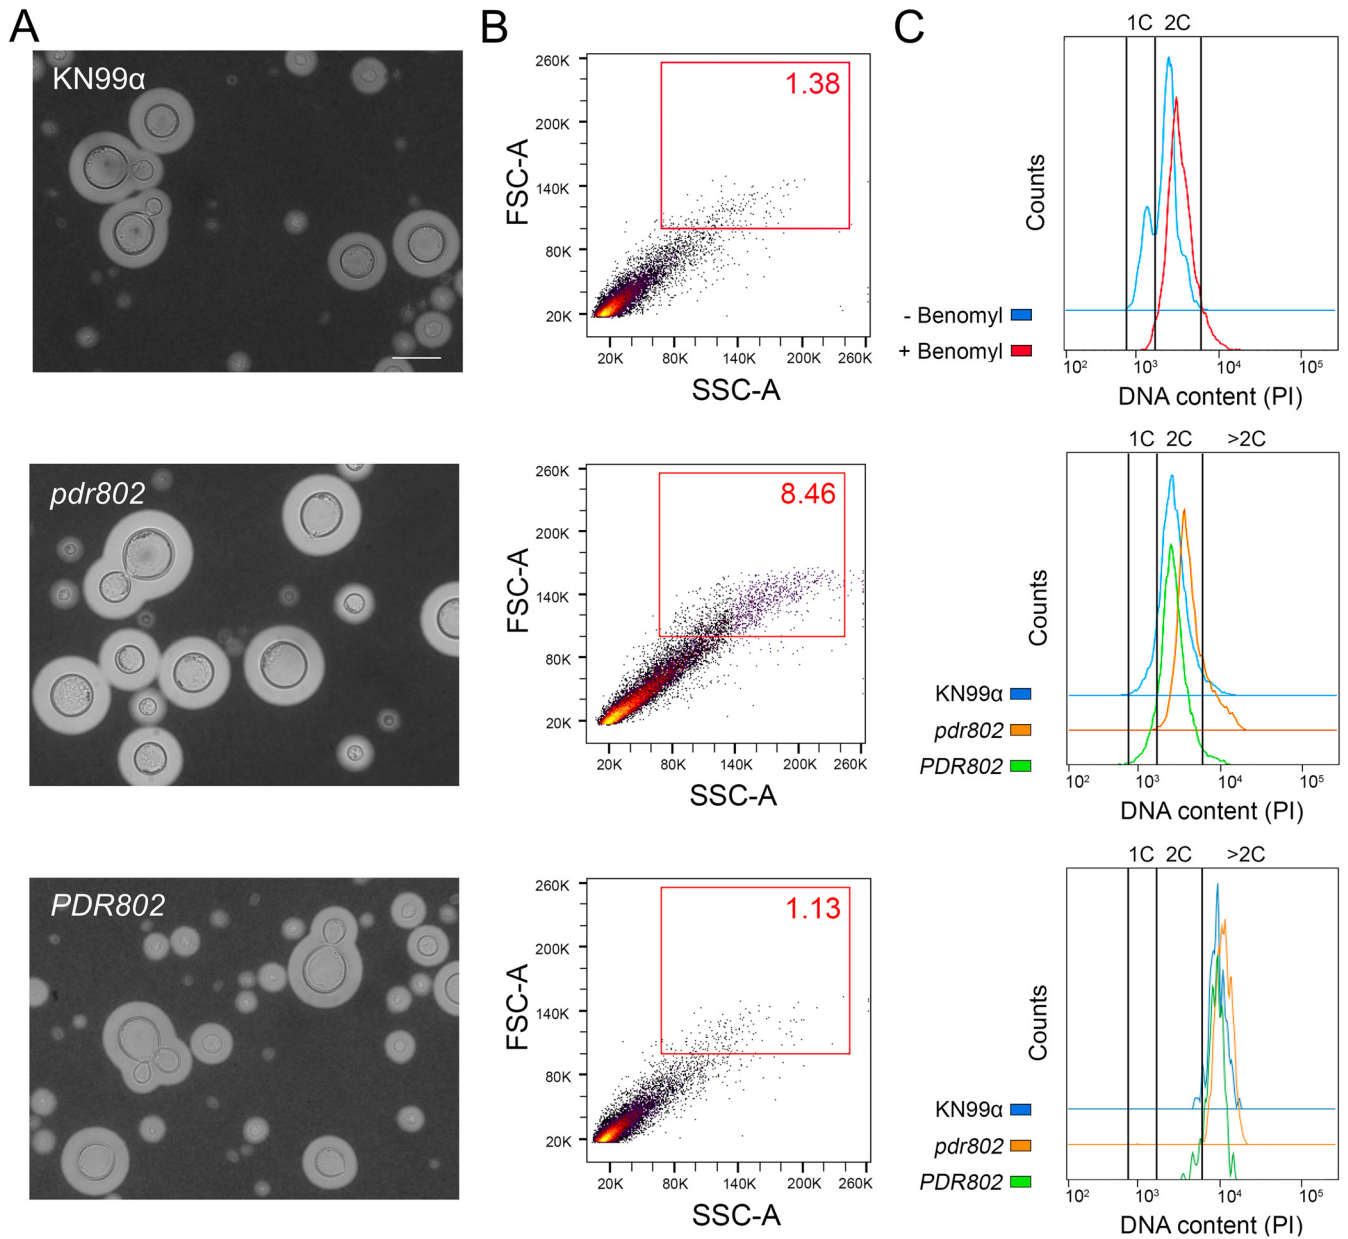 A
B
C
KN99α
1.38
260K
200K
140K
80K
20K
FSC-A
20K 80K 140K 200K 260K
SSC-A
1C 2C
Counts
- Benomyl
+ Benomyl
10² 10³ 10⁴ 10⁵
DNA content (PI)
pdr802
8.46
260K
200K
140K
80K
20K
FSC-A
20K 80K 140K 200K 260K
SSC-A
1C 2C >2C
Counts
KN99α
pdr802
PDR802
10² 10³ 10⁴ 10⁵
DNA content (PI)
PDR802
1.13
260K
200K
140K
80K
20K
FSC-A
20K 80K 140K 200K 260K
SSC-A
1C 2C >2C
Counts
KN99α
pdr802
PDR802
10² 10³ 10⁴ 10⁵
DNA content (PI)